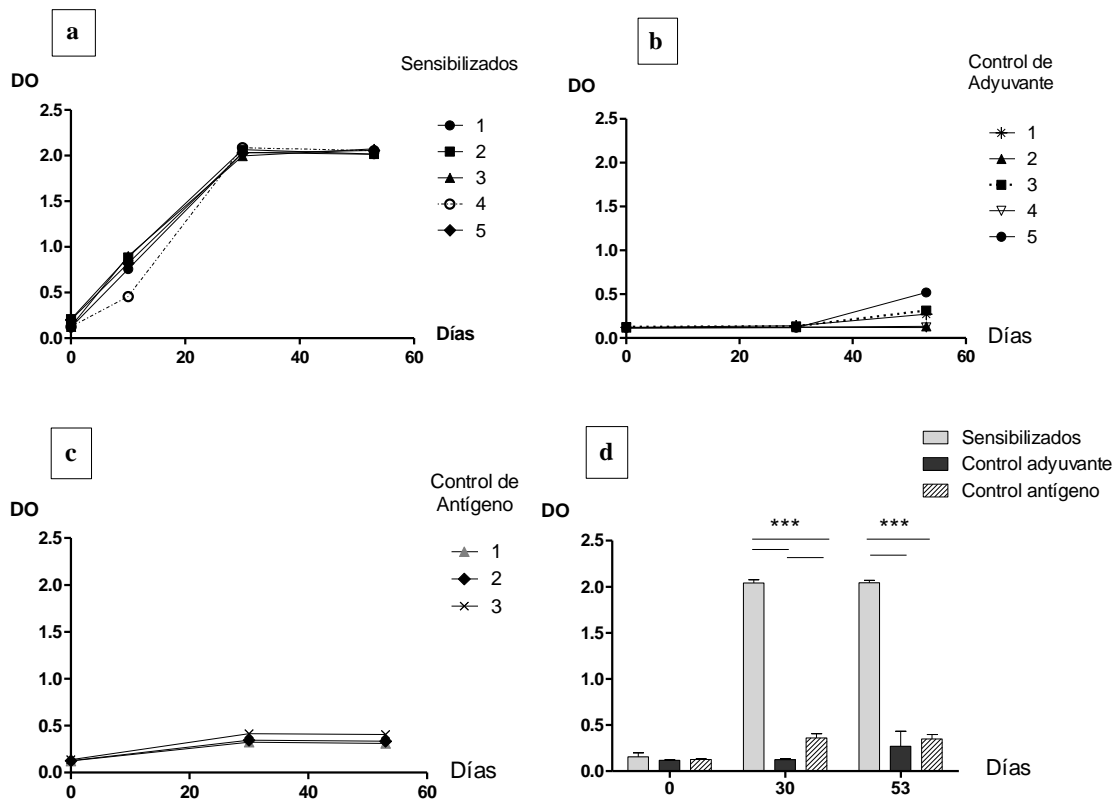 a
Sensibilizados
DO
2.5
2.0
1.5
1.0
0.5
0.0
0 20 40 60
Días
1
2
3
4
5
b
Control de
Adyuvante
DO
2.5
2.0
1.5
1.0
0.5
0.0
0 20 40 60
Días
1
2
3
4
5
c
Control de
Antígeno
DO
2.5
2.0
1.5
1.0
0.5
0.0
0 20 40 60
Días
1
2
3
d
Sensibilizados
Control adyuvante
Control antígeno
DO
*** ***
2.5
2.0
1.5
1.0
0.5
0.0
0 30 53
Días